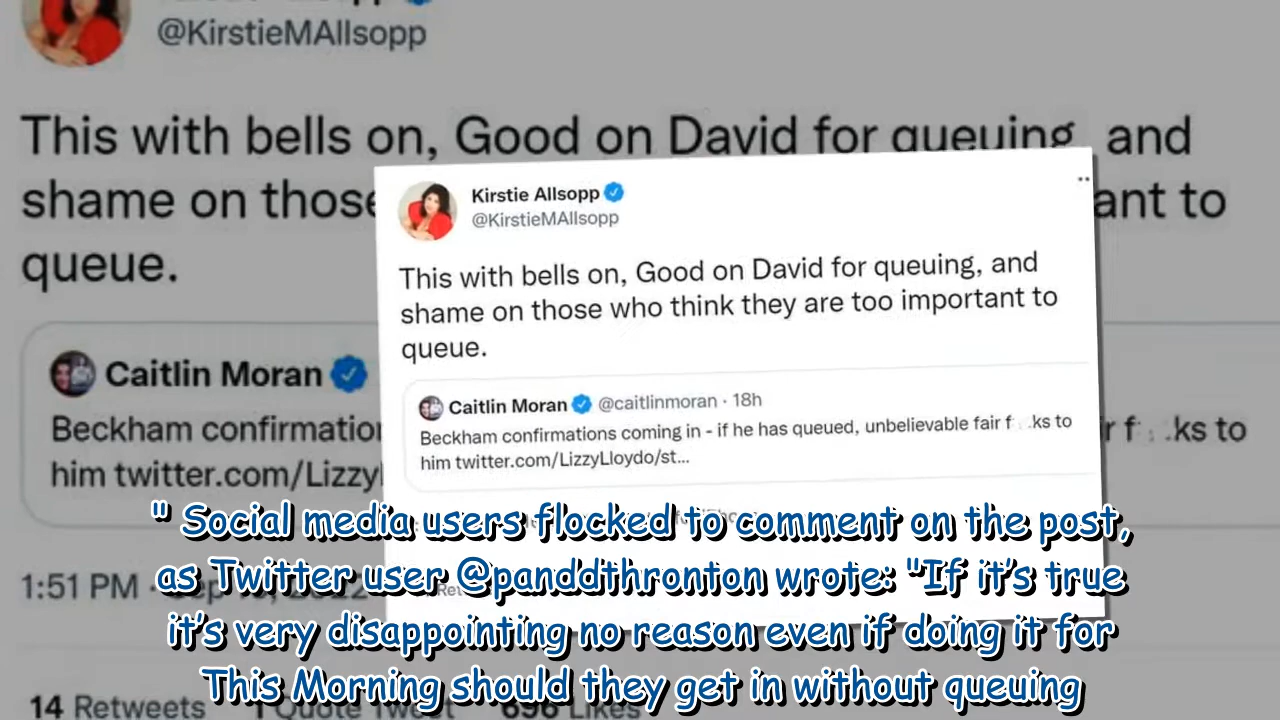 @KirstieMAllsopp
This with bells on, Good on David for queuing, and
shame on those
ant to
queue.
Caitlin Moran
Beckham confirmation
ir f . .ks to
him twitter.com/Lizzyl
1:51 PM ·
14 Retweets 1 Quote Tweet 696 Likes
Kirstie Allsopp
@KirstieMAllsopp
This with bells on, Good on David for queuing, and
shame on those who think they are too important to
queue.
Caitlin Moran @caitlinmoran · 18h
Beckham confirmations coming in - if he has queued, unbelievable fair f . .ks to
him twitter.com/LizzyLloydo/st...
" Social media users flocked to comment on the post,
as Twitter user @panddthronton wrote: "If it's true
it's very disappointing no reason even if doing it for
This Morning should they get in without queuing